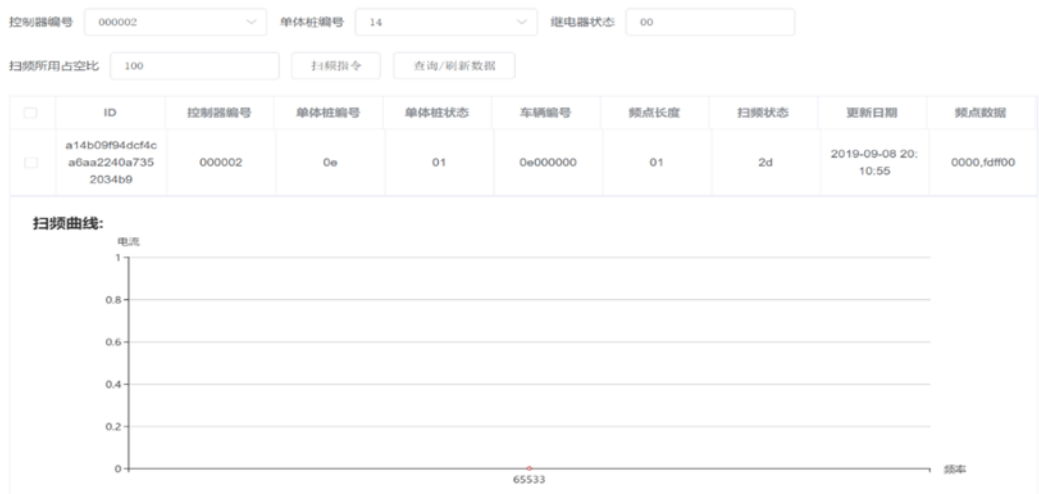 控制器编号 000002 单体桩编号 14 继电器状态 00
扫频所用占空比 100 扫频指令 查询/刷新数据
ID 控制器编号 单体桩编号 单体桩状态 车辆编号 频点长度 扫频状态 更新日期 频点数据
a14b09f94dcf4c
a6aa2240a735
2034b9
000002 0e 01 0e000000 01 2d
2019-09-08 20:
10:55
0000,fdff00
扫频曲线:
电流
1
0.8
0.6
0.4
0.2
0
65533
频率